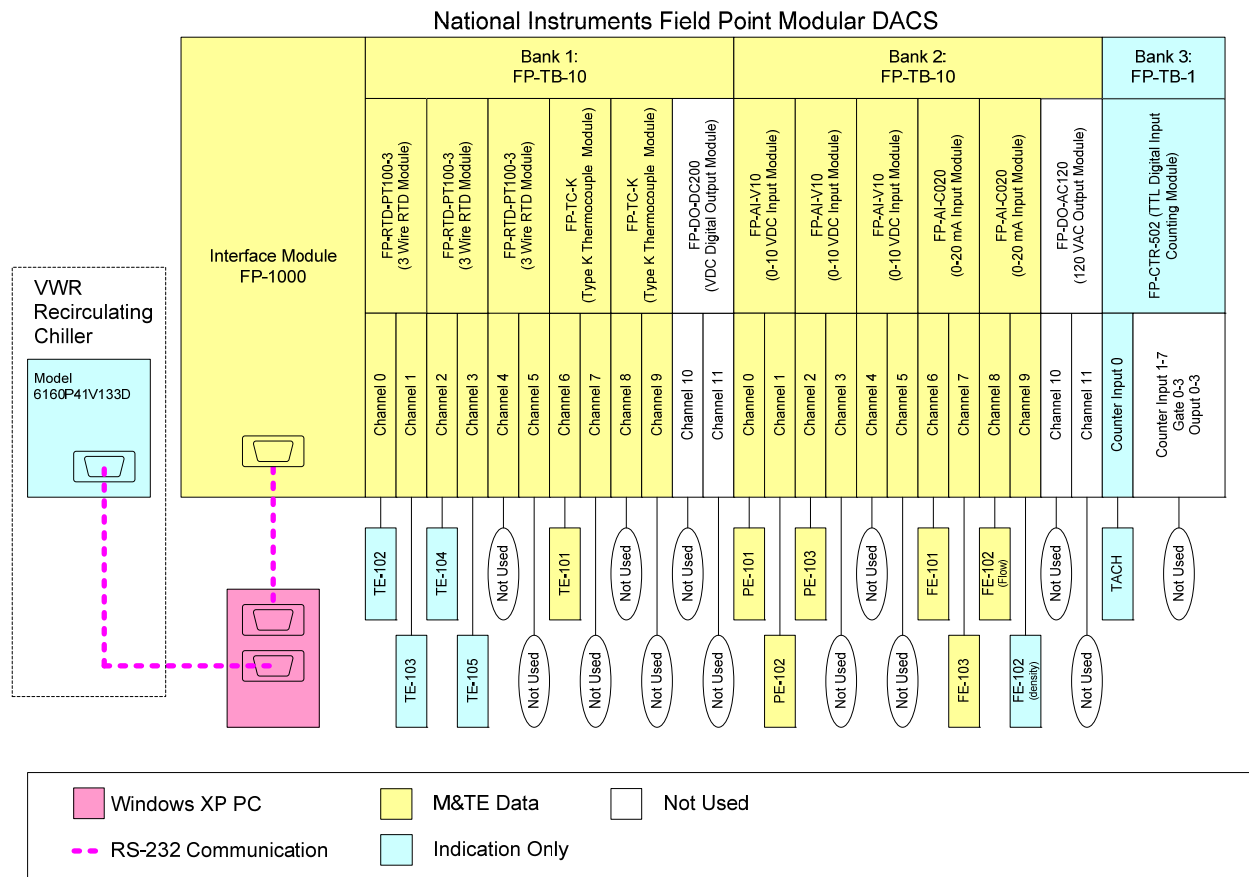 National Instruments Field Point Modular DACS
Bank 1:
FP-TB-10
Bank 2:
FP-TB-10
Bank 3:
FP-TB-1
Interface Module
FP-1000
FP-RTD-PT100-3
(3 Wire RTD Module)
FP-RTD-PT100-3
(3 Wire RTD Module)
FP-RTD-PT100-3
(3 Wire RTD Module)
FP-TC-K
(Type K Thermocouple Module)
FP-TC-K
(Type K Thermocouple Module)
FP-DO-DC200
(VDC Digital Output Module)
FP-AI-V10
(0-10 VDC Input Module)
FP-AI-V10
(0-10 VDC Input Module)
FP-AI-V10
(0-10 VDC Input Module)
FP-AI-C020
(0-20 mA Input Module)
FP-AI-C020
(0-20 mA Input Module)
FP-DO-AC120
(120 VAC Output Module)
FP-CTR-502 (TTL Digital Input
Counting Module)
VWR
Recirculating
Chiller
Model
6160P41V133D
Channel 0
Channel 1
Channel 2
Channel 3
Channel 4
Channel 5
Channel 6
Channel 7
Channel 8
Channel 9
Channel 10
Channel 11
Channel 0
Channel 1
Channel 2
Channel 3
Channel 4
Channel 5
Channel 6
Channel 7
Channel 8
Channel 9
Channel 10
Channel 11
Counter Input 0
Counter Input 1-7
Gate 0-3
Ouput 0-3
TE-102
TE-104
Not Used
TE-101
Not Used
Not Used
PE-101
PE-103
Not Used
FE-101
FE-102
(Flow)
Not Used
TACH
Not Used
TE-103
TE-105
Not Used
Not Used
Not Used
Not Used
PE-102
Not Used
Not Used
FE-103
FE-102
(density)
Not Used
Windows XP PC
M&TE Data
Not Used
RS-232 Communication
Indication Only